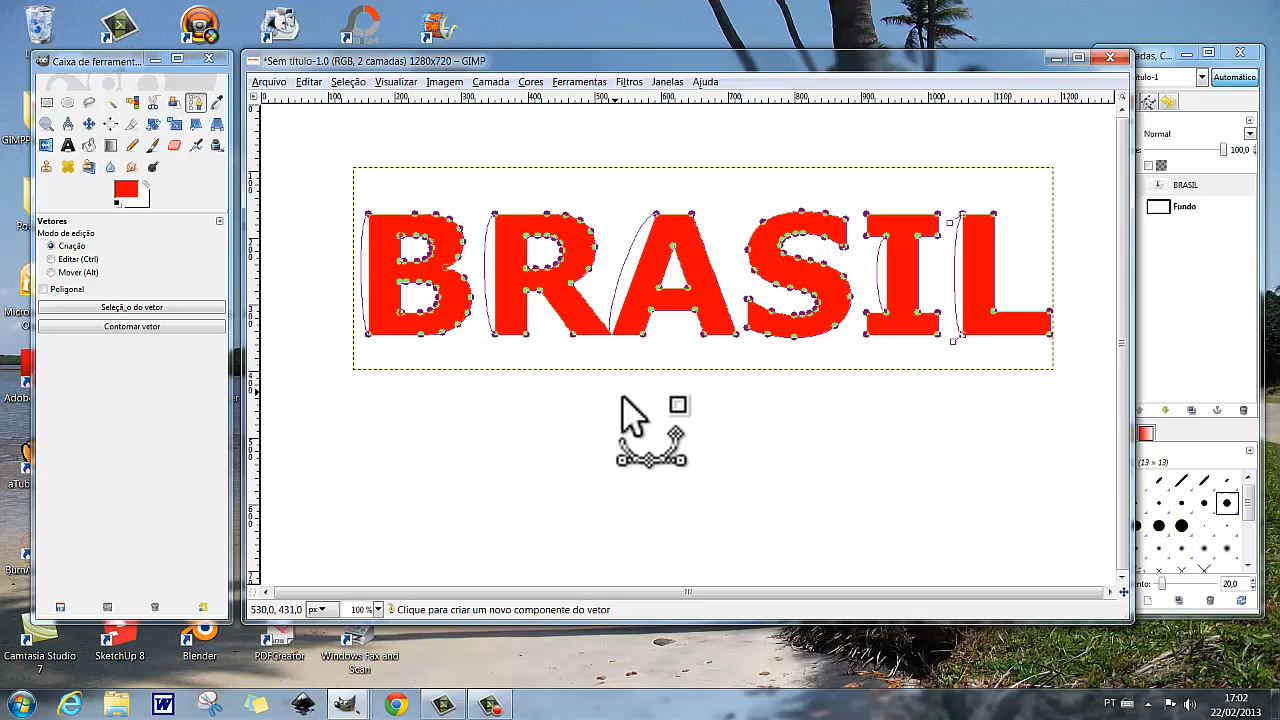 Caixa de ferrament...
*Sem título-1.0 (RGB, 2 camadas) 1280x720 – GIMP
Arquivo Editar Seleção Visualizar Imagem Camada Cores Ferramentas Filtros Janelas Ajuda
0 100 200 300 400 500 600 700 800 900 1000 1100 1200
BRASIL
Vetores
Modo de edição
Criação
Editar (Ctrl)
Mover (Alt)
Poligonal
Seleçã_o do vetor
Contornar vetor
530,0, 431,0 px 100 % Clique para criar um novo componente do vetor
adas, C...
Automático
Normal
100,0
BRASIL
Fundo
(13 × 13)
20,0
Camtasia Studio 7
SketchUp 8
Blender
PDFCreator
Windows Fax and Scan
PT
17:02
22/02/2013